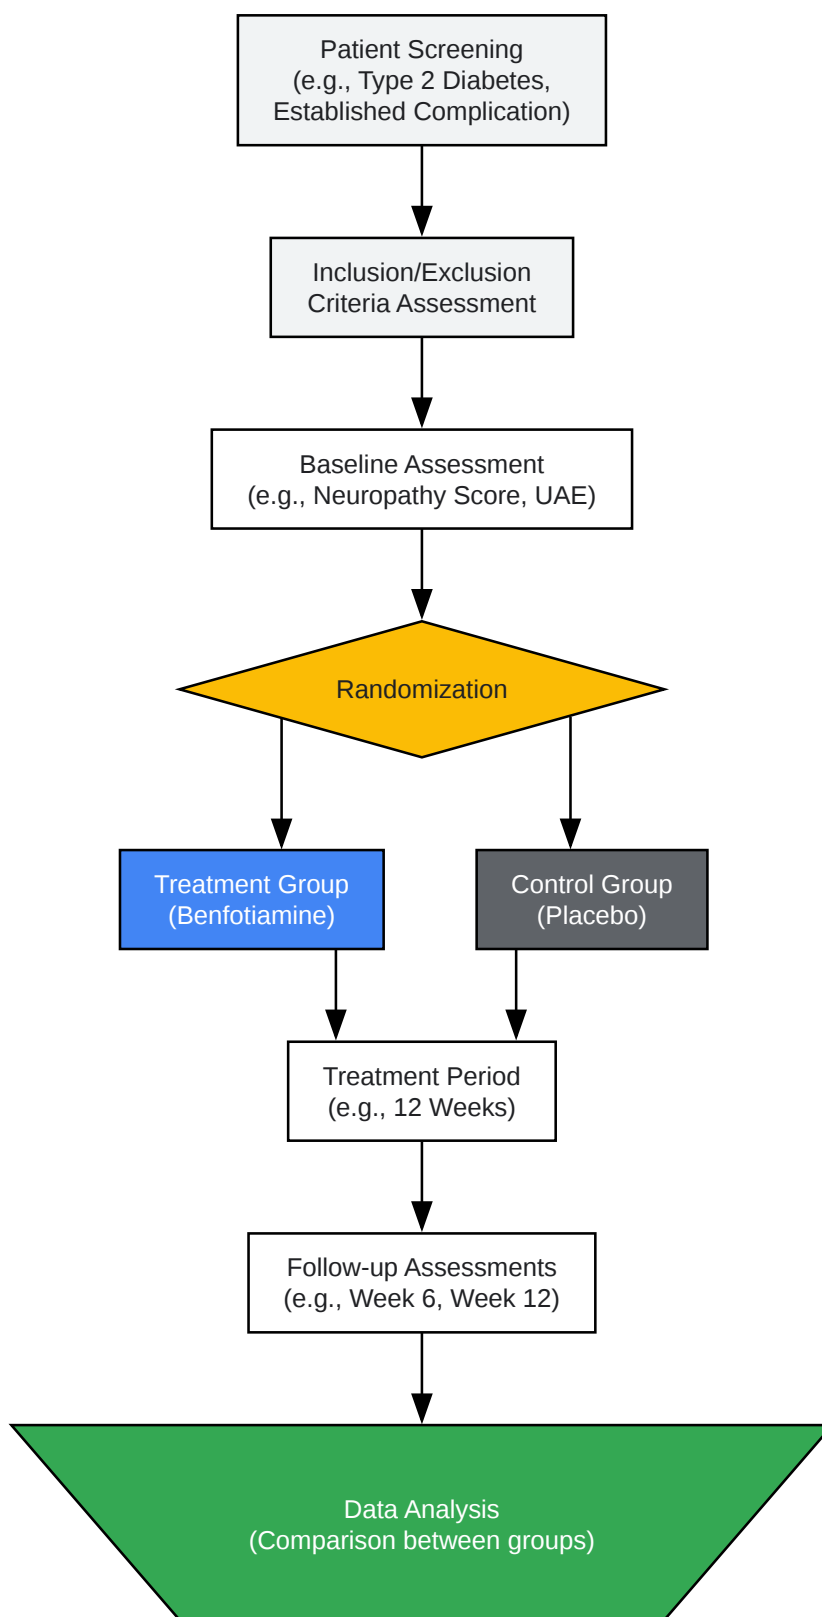 Patient Screening
(e.g., Type 2 Diabetes,
Established Complication)
Inclusion/Exclusion
Criteria Assessment
Baseline Assessment
(e.g., Neuropathy Score, UAE)
Randomization
Treatment Group
(Benfotiamine)
Control Group
(Placebo)
Treatment Period
(e.g., 12 Weeks)
Follow-up Assessments
(e.g., Week 6, Week 12)
Data Analysis
(Comparison between groups)